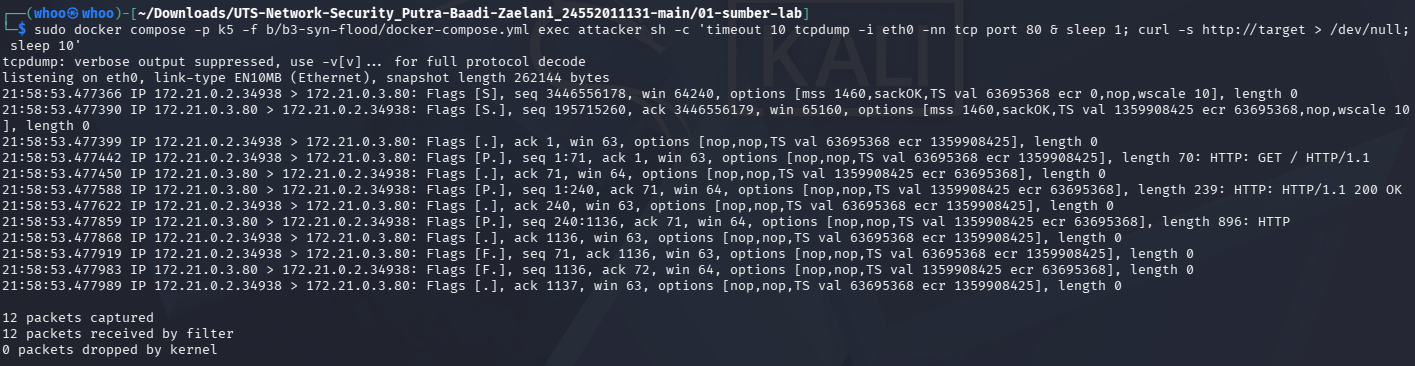 ┌──(whoo㉿whoo)-[~/Downloads/UTS-Network-Security_Putra-Baadi-Zaelani_24552011131-main/01-sumber-lab]
└─$ sudo docker compose -p k5 -f b/b3-syn-flood/docker-compose.yml exec attacker sh -c 'timeout 10 tcpdump -i eth0 -nn tcp port 80 & sleep 1; curl -s http://target > /dev/null;
 sleep 10'
tcpdump: verbose output suppressed, use -v[v]... for full protocol decode
listening on eth0, link-type EN10MB (Ethernet), snapshot length 262144 bytes
21:58:53.477366 IP 172.21.0.2.34938 > 172.21.0.3.80: Flags [S], seq 3446556178, win 64240, options [mss 1460,sackOK,TS val 63695368 ecr 0,nop,wscale 10], length 0
21:58:53.477390 IP 172.21.0.3.80 > 172.21.0.2.34938: Flags [S.], seq 195715260, ack 3446556179, win 65160, options [mss 1460,sackOK,TS val 1359908425 ecr 63695368,nop,wscale 10
], length 0
21:58:53.477399 IP 172.21.0.2.34938 > 172.21.0.3.80: Flags [.], ack 1, win 63, options [nop,nop,TS val 63695368 ecr 1359908425], length 0
21:58:53.477442 IP 172.21.0.2.34938 > 172.21.0.3.80: Flags [P.], seq 1:71, ack 1, win 63, options [nop,nop,TS val 63695368 ecr 1359908425], length 70: HTTP: GET / HTTP/1.1
21:58:53.477450 IP 172.21.0.3.80 > 172.21.0.2.34938: Flags [.], ack 71, win 64, options [nop,nop,TS val 1359908425 ecr 63695368], length 0
21:58:53.477588 IP 172.21.0.3.80 > 172.21.0.2.34938: Flags [P.], seq 1:240, ack 71, win 64, options [nop,nop,TS val 1359908425 ecr 63695368], length 239: HTTP: HTTP/1.1 200 OK
21:58:53.477622 IP 172.21.0.2.34938 > 172.21.0.3.80: Flags [.], ack 240, win 63, options [nop,nop,TS val 63695368 ecr 1359908425], length 0
21:58:53.477859 IP 172.21.0.3.80 > 172.21.0.2.34938: Flags [P.], seq 240:1136, ack 71, win 64, options [nop,nop,TS val 1359908425 ecr 63695368], length 896: HTTP
21:58:53.477868 IP 172.21.0.2.34938 > 172.21.0.3.80: Flags [.], ack 1136, win 63, options [nop,nop,TS val 63695368 ecr 1359908425], length 0
21:58:53.477919 IP 172.21.0.2.34938 > 172.21.0.3.80: Flags [F.], seq 71, ack 1136, win 63, options [nop,nop,TS val 63695368 ecr 1359908425], length 0
21:58:53.477983 IP 172.21.0.3.80 > 172.21.0.2.34938: Flags [F.], seq 1136, ack 72, win 64, options [nop,nop,TS val 1359908425 ecr 63695368], length 0
21:58:53.477989 IP 172.21.0.2.34938 > 172.21.0.3.80: Flags [.], ack 1137, win 63, options [nop,nop,TS val 63695368 ecr 1359908425], length 0
12 packets captured
12 packets received by filter
0 packets dropped by kernel
KALI